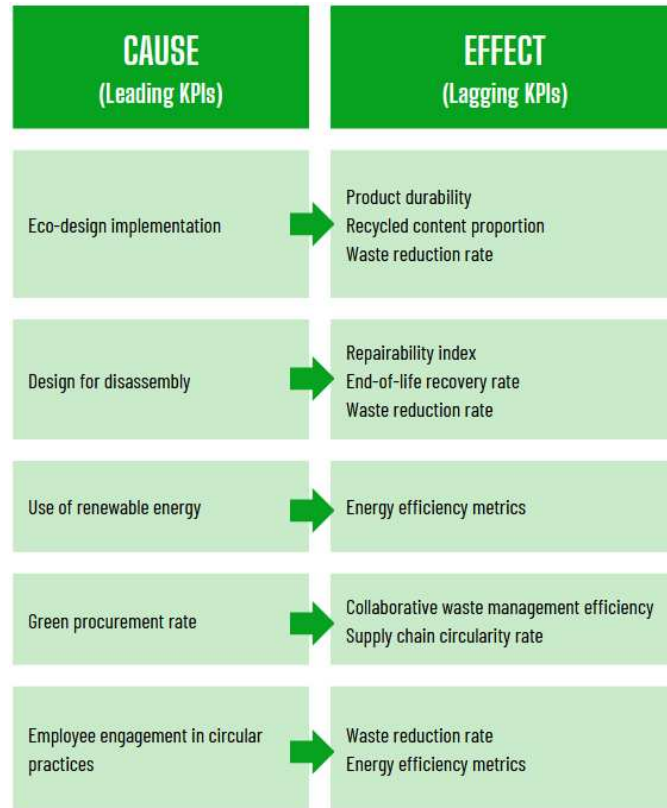 CAUSE
(Leading KPIs)
EFFECT
(Lagging KPIs)
Eco-design implementation
Product durability
Recycled content proportion
Waste reduction rate
Design for disassembly
Repairability index
End-of-life recovery rate
Waste reduction rate
Use of renewable energy
Energy efficiency metrics
Green procurement rate
Collaborative waste management efficiency
Supply chain circularity rate
Employee engagement in circular
practices
Waste reduction rate
Energy efficiency metrics